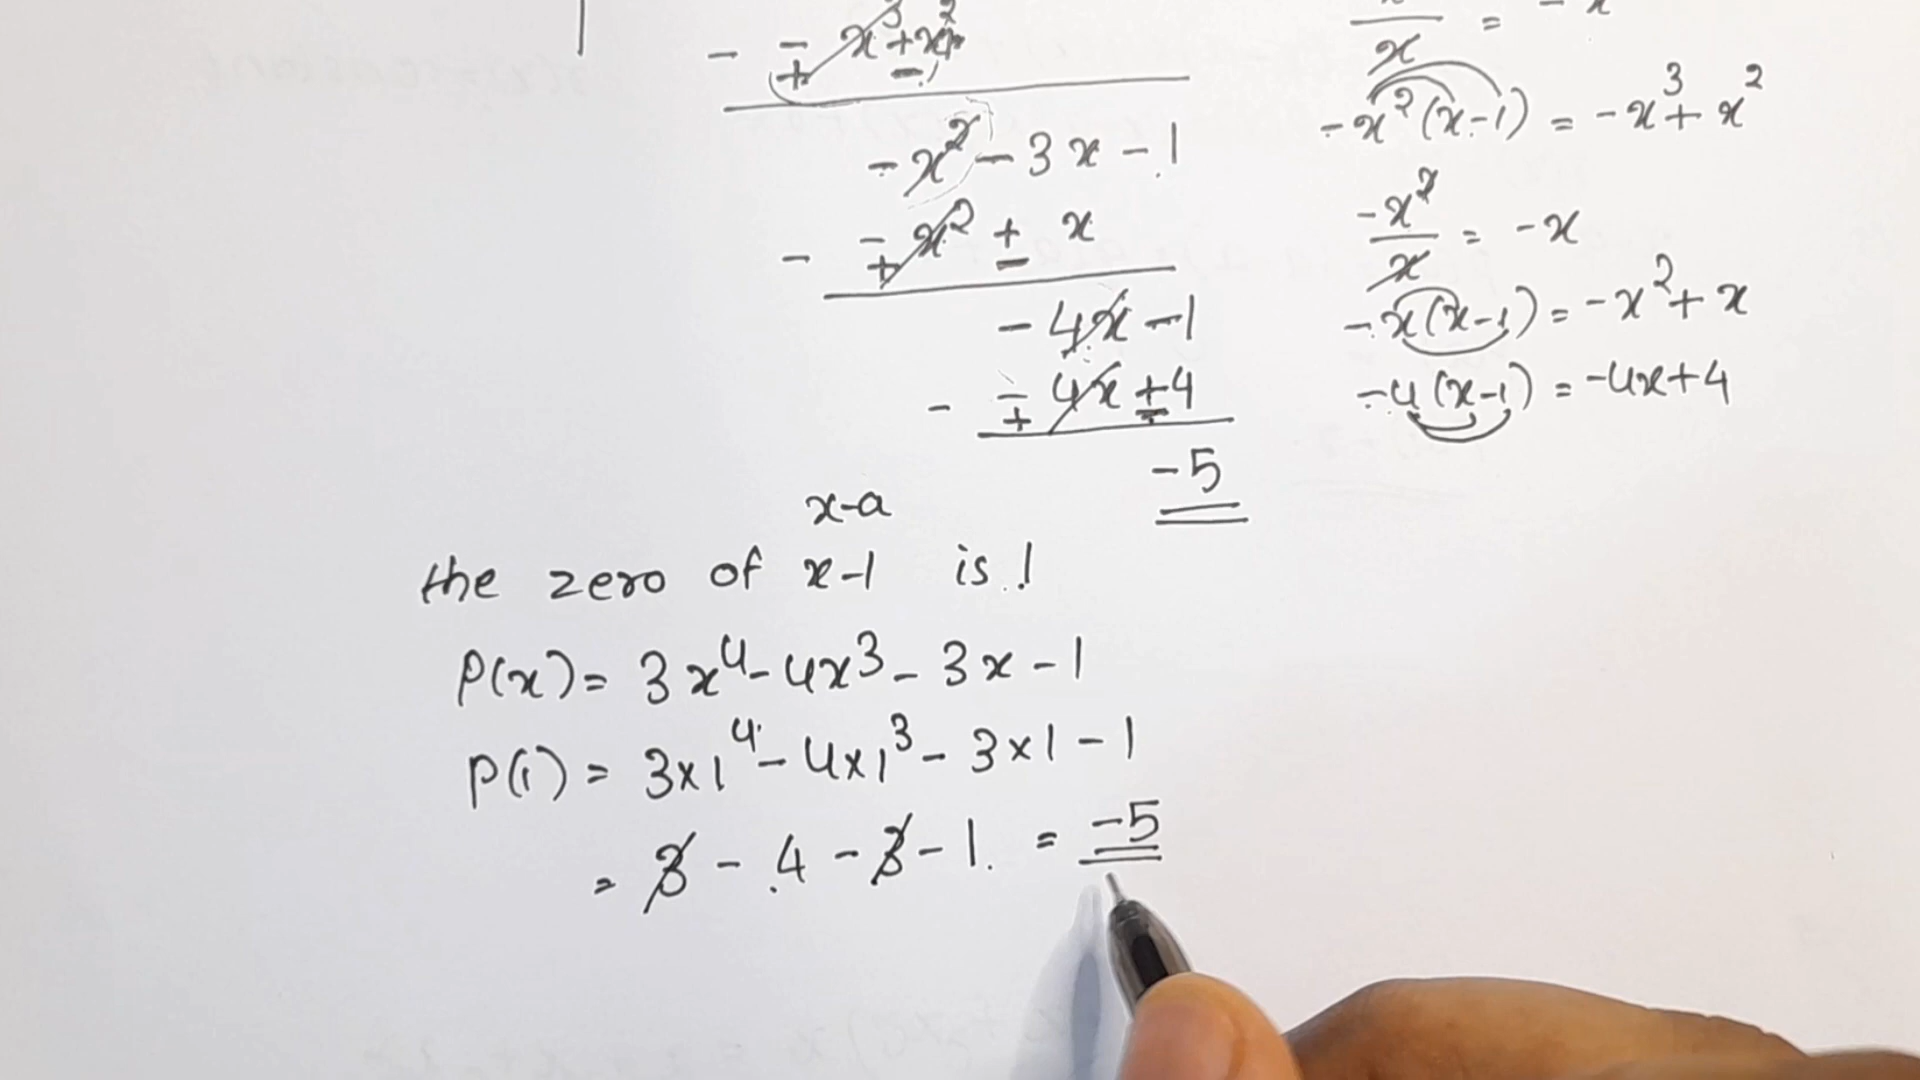 - - x³ + x²
+ -
- x² - 3x - 1
- - x² + x
+ -
- 4x - 1
- - 4x + 4
+ -
- 5
x = - x
-x²(x-1) = -x³ + x²
-x²/x = -x
-x(x-1) = -x² + x
-4(x-1) = -4x+4
x-a
the zero of x-1 is 1
P(x) = 3x⁴ - 4x³ - 3x - 1
P(1) = 3×1⁴ - 4×1³ - 3×1 - 1
= 3 - 4 - 3 - 1 = -5